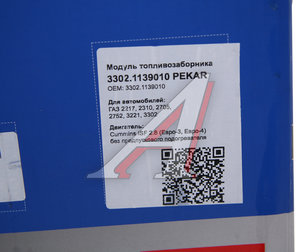 Модуль топливозаборника
3302.1139010 PEKAR
OEM: 3302.1139010
Для автомобилей:
ГАЗ 2217, 2310, 2705,
2752, 3221, 3302
Двигатель:
Cummins ISF 2.8 (Евро-3, Евро-4)
без предпускового подогревателя